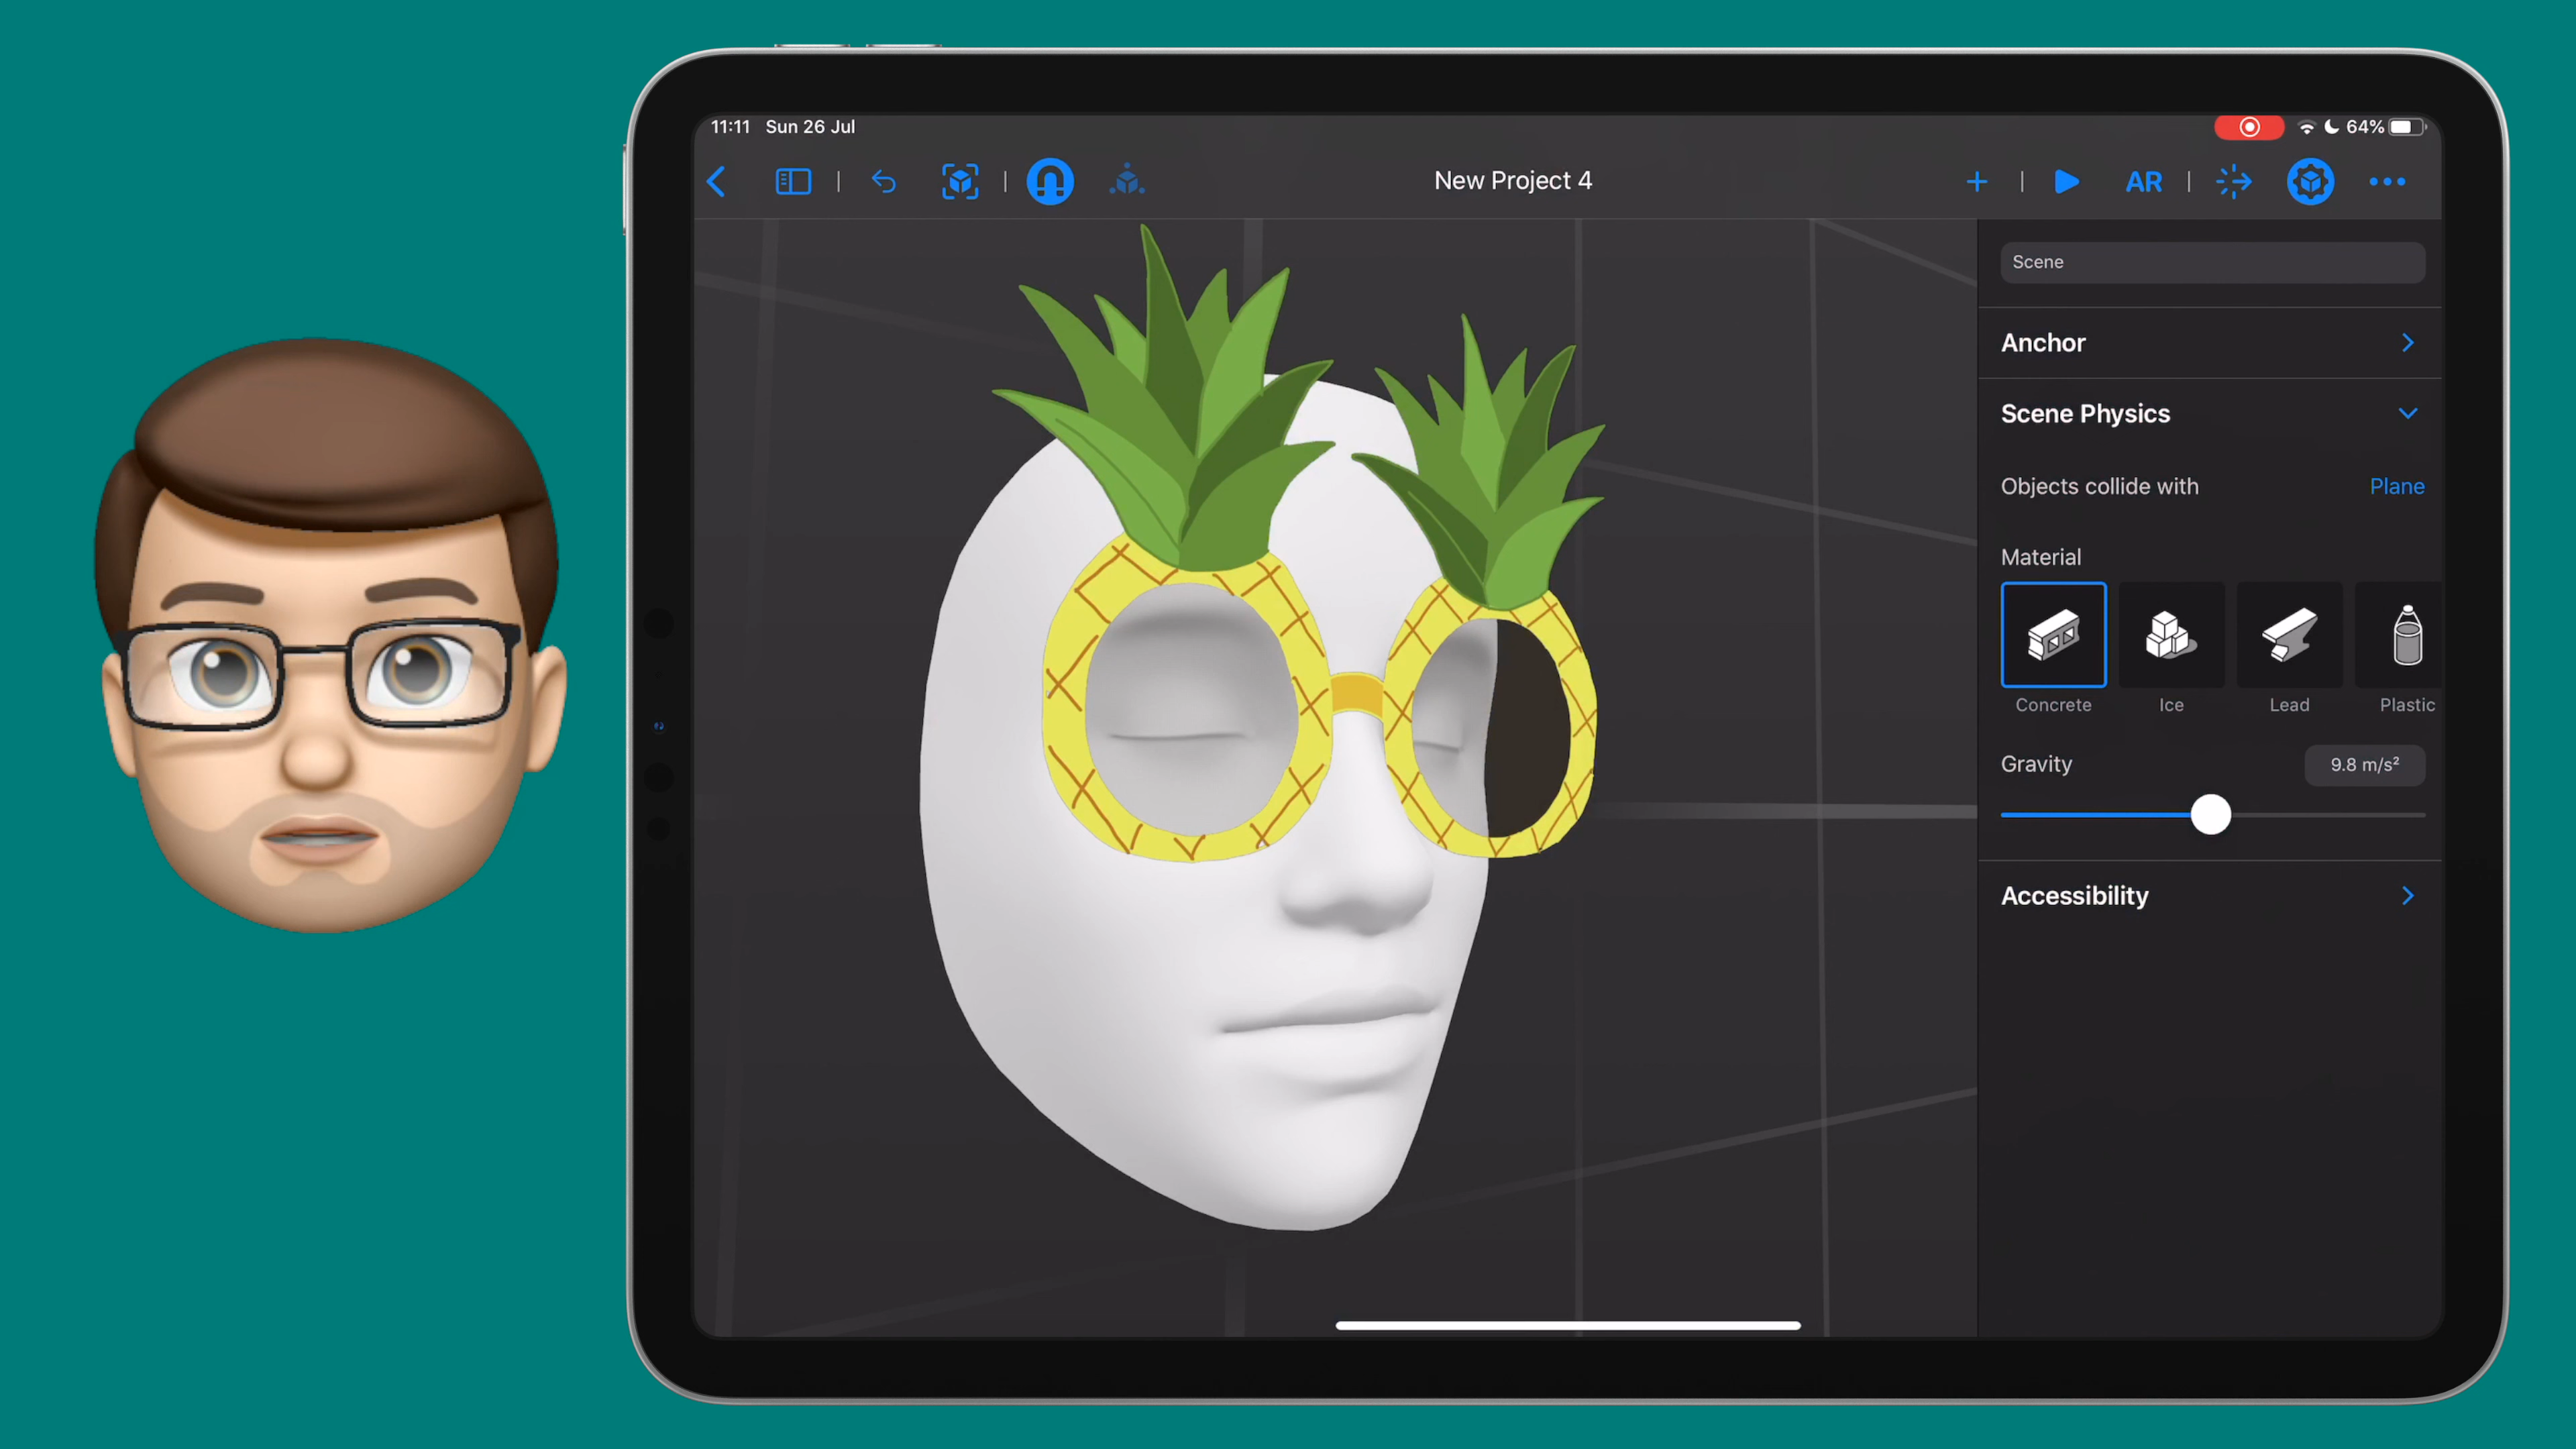 11:11 Sun 26 Jul
64%
New Project 4
AR
Scene
Anchor
Scene Physics
Objects collide with Plane
Material
Concrete Ice Lead Plastic
Gravity 9.8 m/s²
Accessibility